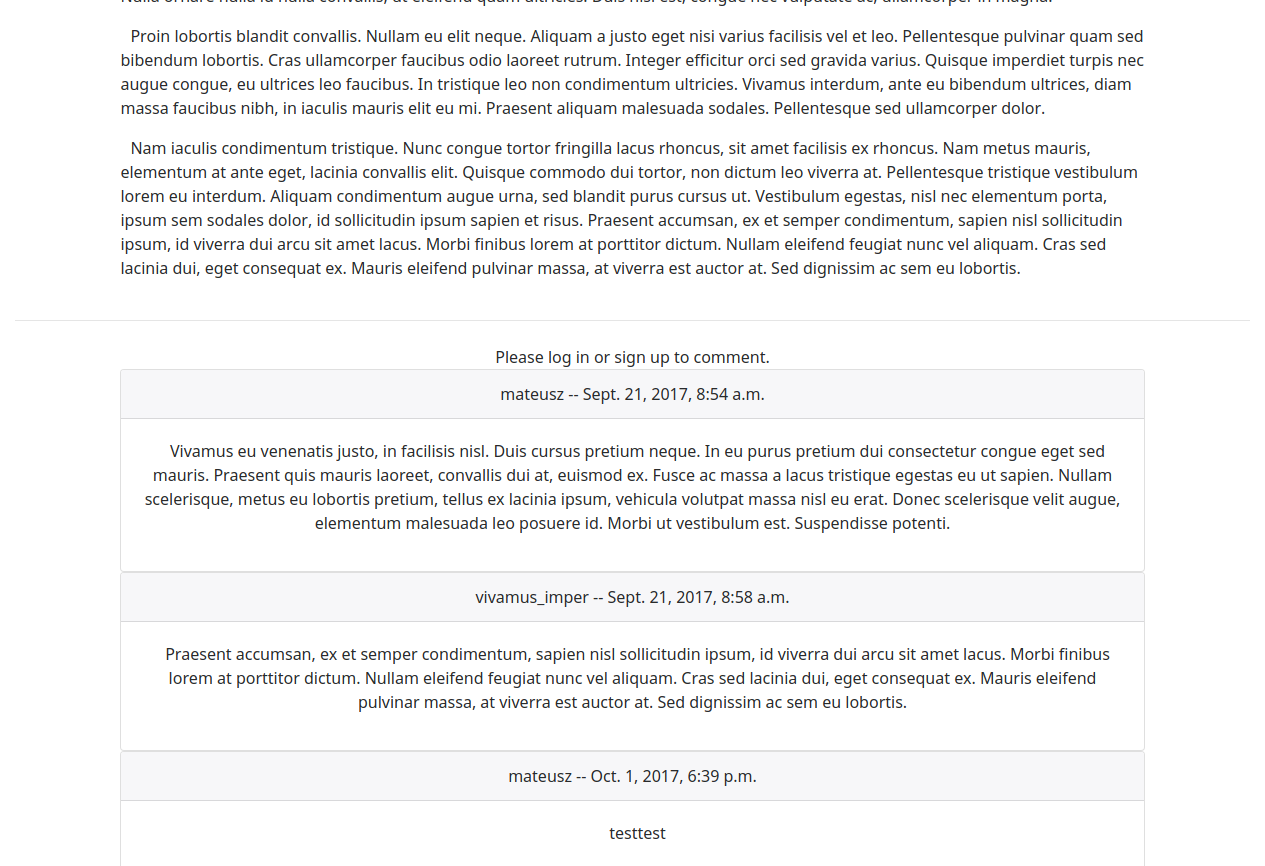 Proin lobortis blandit convallis. Nullam eu elit neque. Aliquam a justo eget nisi varius facilisis vel et leo. Pellentesque pulvinar quam sed
bibendum lobortis. Cras ullamcorper faucibus odio laoreet rutrum. Integer efficitur orci sed gravida varius. Quisque imperdiet turpis nec
augue congue, eu ultrices leo faucibus. In tristique leo non condimentum ultricies. Vivamus interdum, ante eu bibendum ultrices, diam
massa faucibus nibh, in iaculis mauris elit eu mi. Praesent aliquam malesuada sodales. Pellentesque sed ullamcorper dolor.
Nam iaculis condimentum tristique. Nunc congue tortor fringilla lacus rhoncus, sit amet facilisis ex rhoncus. Nam metus mauris,
elementum at ante eget, lacinia convallis elit. Quisque commodo dui tortor, non dictum leo viverra at. Pellentesque tristique vestibulum
lorem eu interdum. Aliquam condimentum augue urna, sed blandit purus cursus ut. Vestibulum egestas, nisl nec elementum porta,
ipsum sem sodales dolor, id sollicitudin ipsum sapien et risus. Praesent accumsan, ex et semper condimentum, sapien nisl sollicitudin
ipsum, id viverra dui arcu sit amet lacus. Morbi finibus lorem at porttitor dictum. Nullam eleifend feugiat nunc vel aliquam. Cras sed
lacinia dui, eget consequat ex. Mauris eleifend pulvinar massa, at viverra est auctor at. Sed dignissim ac sem eu lobortis.
Please log in or sign up to comment.
mateusz -- Sept. 21, 2017, 8:54 a.m.
Vivamus eu venenatis justo, in facilisis nisl. Duis cursus pretium neque. In eu purus pretium dui consectetur congue eget sed
mauris. Praesent quis mauris laoreet, convallis dui at, euismod ex. Fusce ac massa a lacus tristique egestas eu ut sapien. Nullam
scelerisque, metus eu lobortis pretium, tellus ex lacinia ipsum, vehicula volutpat massa nisl eu erat. Donec scelerisque velit augue,
elementum malesuada leo posuere id. Morbi ut vestibulum est. Suspendisse potenti.
vivamus_imper -- Sept. 21, 2017, 8:58 a.m.
Praesent accumsan, ex et semper condimentum, sapien nisl sollicitudin ipsum, id viverra dui arcu sit amet lacus. Morbi finibus
lorem at porttitor dictum. Nullam eleifend feugiat nunc vel aliquam. Cras sed lacinia dui, eget consequat ex. Mauris eleifend
pulvinar massa, at viverra est auctor at. Sed dignissim ac sem eu lobortis.
mateusz -- Oct. 1, 2017, 6:39 p.m.
testtest